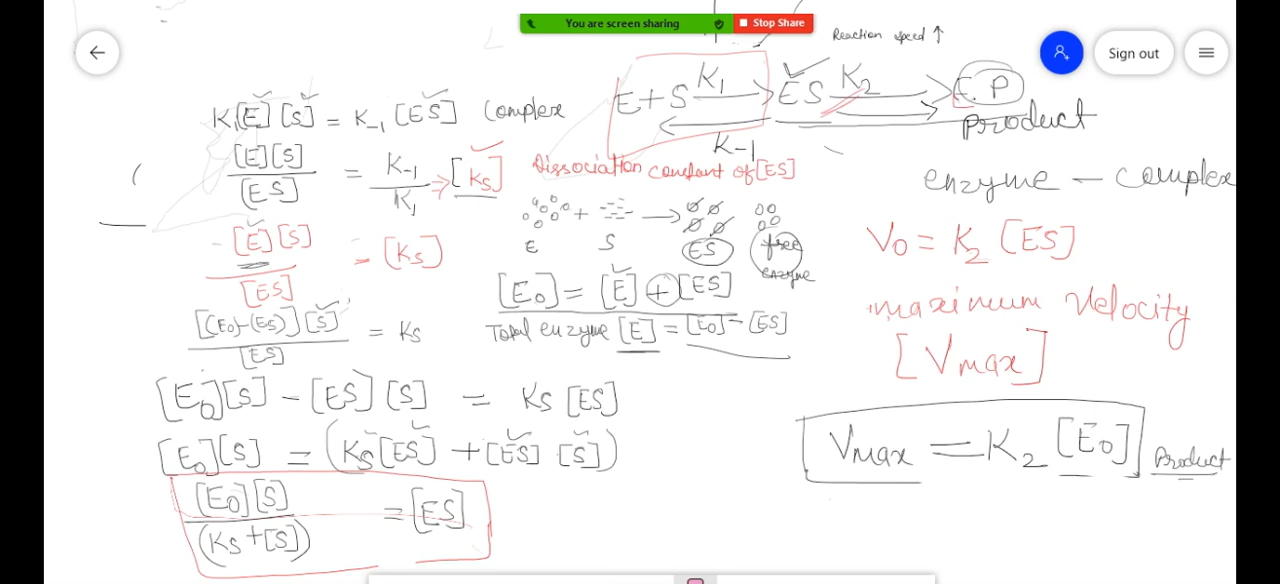 You are screen sharing
Stop Share
Reaction speed ↑
Sign out
E + S K1 ES K2 E. P
K-1
Product
K1[E] [S] = K-1 [ES] Complex
[E][S] / [ES] = K-1 / K1 ⇒ [Ks] Dissociation constant of [ES]
enzyme — complex
+ →
E S ES free enzyme
[E][S] / [ES] = [Ks]
V0 = K2 [ES]
[E0] = [E] + [ES]
maximum Velocity
[(E0)-(ES)] [S] / [ES] = Ks
Total enzyme [E] = [E0] - [ES]
[Vmax]
[E0][S] - [ES] [S] = Ks [ES]
[E0][S] = (Ks [ES] + [ES] [S])
Vmax = K2 [E0] Product
[E0][S] / (Ks + [S]) = [ES]